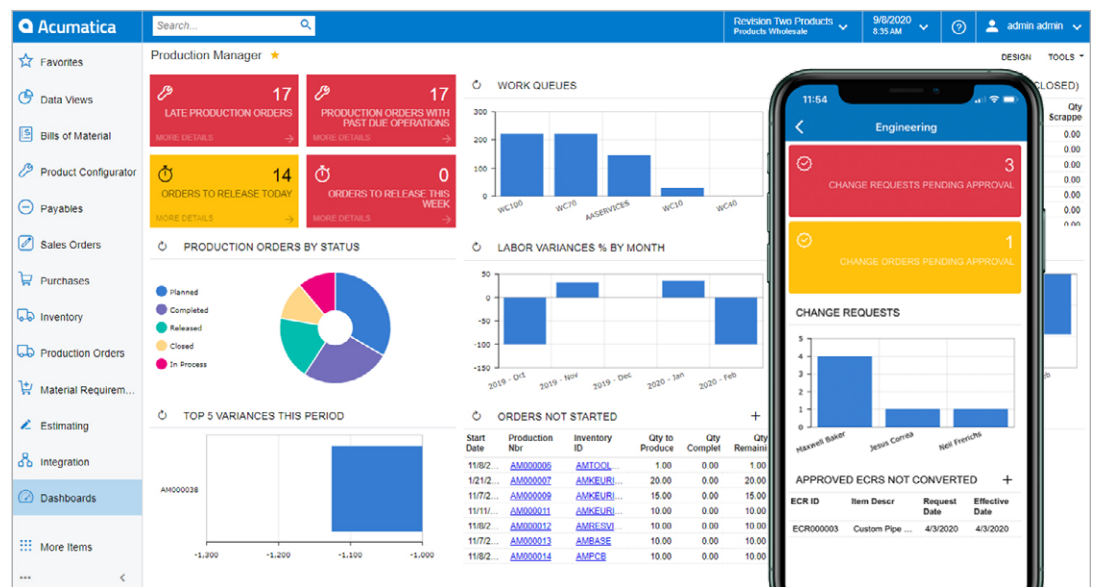 Acumatica
Search...
Revision Two Products
Products Wholesale
9/8/2020
8:35 AM
admin admin
Favorites
Data Views
Bills of Material
Product Configurator
Payables
Sales Orders
Purchases
Inventory
Production Orders
Material Requirem...
Estimating
Integration
Dashboards
More Items
Production Manager
DESIGN
TOOLS
17
LATE PRODUCTION ORDERS
MORE DETAILS
17
PRODUCTION ORDERS WITH
PAST DUE OPERATIONS
MORE DETAILS
14
ORDERS TO RELEASE TODAY
MORE DETAILS
0
ORDERS TO RELEASE THIS
WEEK
MORE DETAILS
WORK QUEUES
300
200
100
0
WC100 WC70 AASERVICES WC10 WC40
PRODUCTION ORDERS BY STATUS
Planned
Completed
Released
Closed
In Process
LABOR VARIANCES % BY MONTH
50
0
-50
-100
-150
2019 - Oct 2019 - Nov 2019 - Dec 2020 - Jan 2020 - Feb
TOP 5 VARIANCES THIS PERIOD
AM000038
-1,300 -1,200 -1,100 -1,000
ORDERS NOT STARTED +
Start Date Production Nbr Inventory ID Qty to Produce Qty Complet Qty Remaini
11/8/2... AM000006 AMTOOL... 1.00 0.00 1.00
1/21/2... AM000007 AMKEURI... 20.00 0.00 20.00
11/7/2... AM000009 AMKEURI... 15.00 0.00 15.00
11/11/... AM000011 AMKEURI... 10.00 0.00 10.00
11/8/2... AM000012 AMRESVI... 10.00 0.00 10.00
11/7/2... AM000013 AMBASE 10.00 0.00 10.00
11/8/2... AM000014 AMPCB 10.00 0.00 10.00
CLOSED)
Qty
Scrappe
0.00
0.00
0.00
0.00
0.00
0.00
0.00
11:54
Engineering
3
CHANGE REQUESTS PENDING APPROVAL
1
CHANGE ORDERS PENDING APPROVAL
CHANGE REQUESTS
5
4
3
2
1
0
Maxwell Baker Jesus Correa Neil Frerichs
APPROVED ECRS NOT CONVERTED +
ECR ID Item Descr Request Date Effective Date
ECR000003 Custom Pipe ... 4/3/2020 4/3/2020